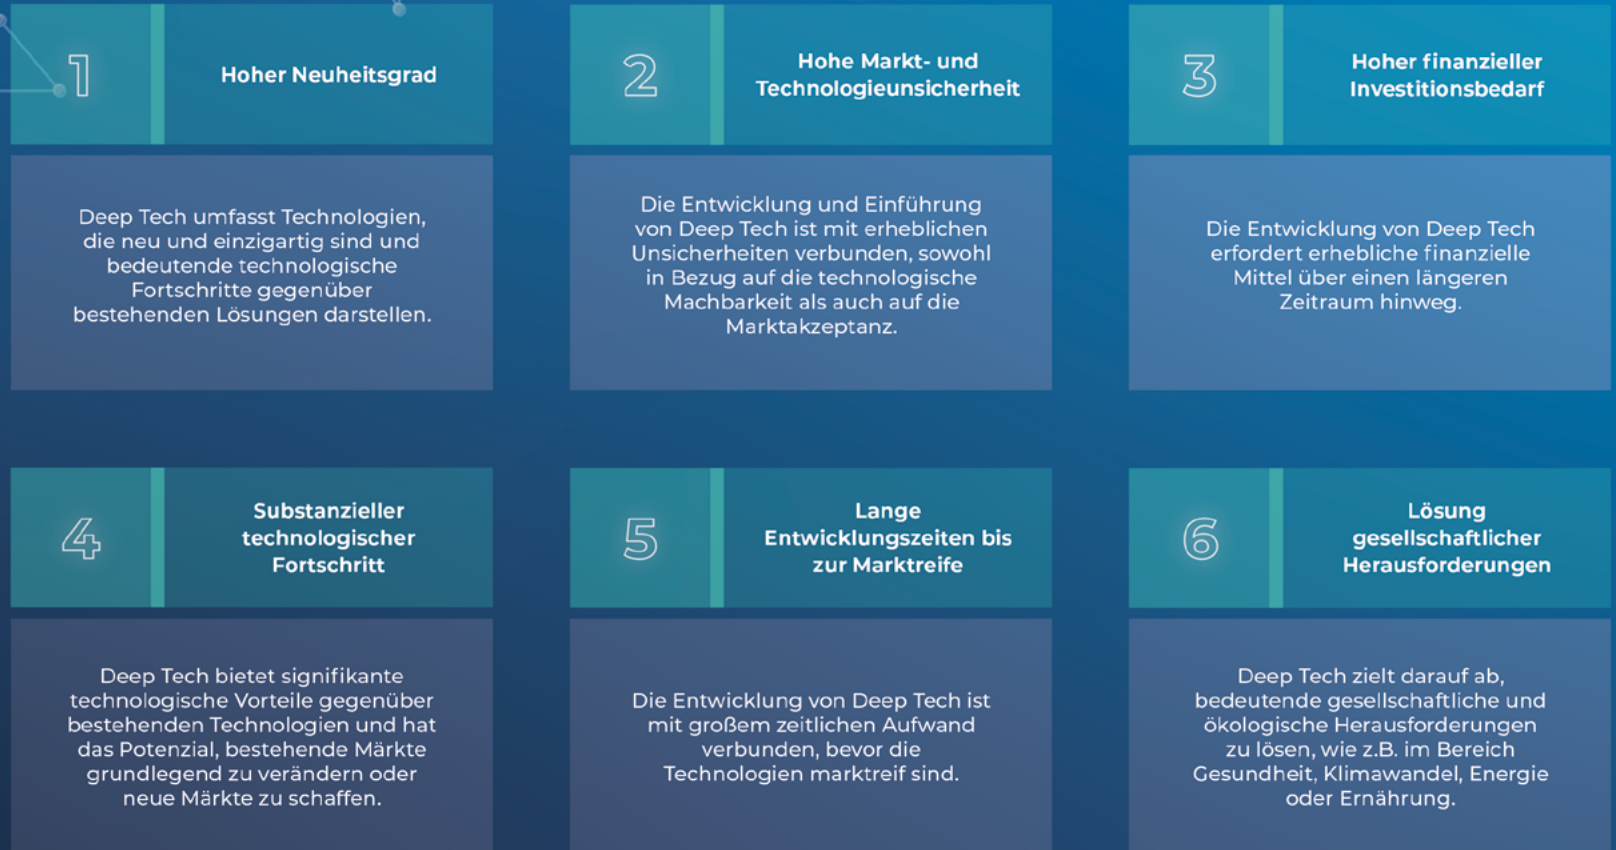 1
Hoher Neuheitsgrad
Deep Tech umfasst Technologien,
die neu und einzigartig sind und
bedeutende technologische
Fortschritte gegenüber
bestehenden Lösungen darstellen.
2
Hohe Markt- und
Technologieunsicherheit
Die Entwicklung und Einführung
von Deep Tech ist mit erheblichen
Unsicherheiten verbunden, sowohl
in Bezug auf die technologische
Machbarkeit als auch auf die
Marktakzeptanz.
3
Hoher finanzieller
Investitionsbedarf
Die Entwicklung von Deep Tech
erfordert erhebliche finanzielle
Mittel über einen längeren
Zeitraum hinweg.
4
Substanzieller
technologischer
Fortschritt
Deep Tech bietet signifikante
technologische Vorteile gegenüber
bestehenden Technologien und hat
das Potenzial, bestehende Märkte
grundlegend zu verändern oder
neue Märkte zu schaffen.
5
Lange
Entwicklungszeiten bis
zur Marktreife
Die Entwicklung von Deep Tech ist
mit großem zeitlichen Aufwand
verbunden, bevor die
Technologien marktreif sind.
6
Lösung
gesellschaftlicher
Herausforderungen
Deep Tech zielt darauf ab,
bedeutende gesellschaftliche und
ökologische Herausforderungen
zu lösen, wie z.B. im Bereich
Gesundheit, Klimawandel, Energie
oder Ernährung.